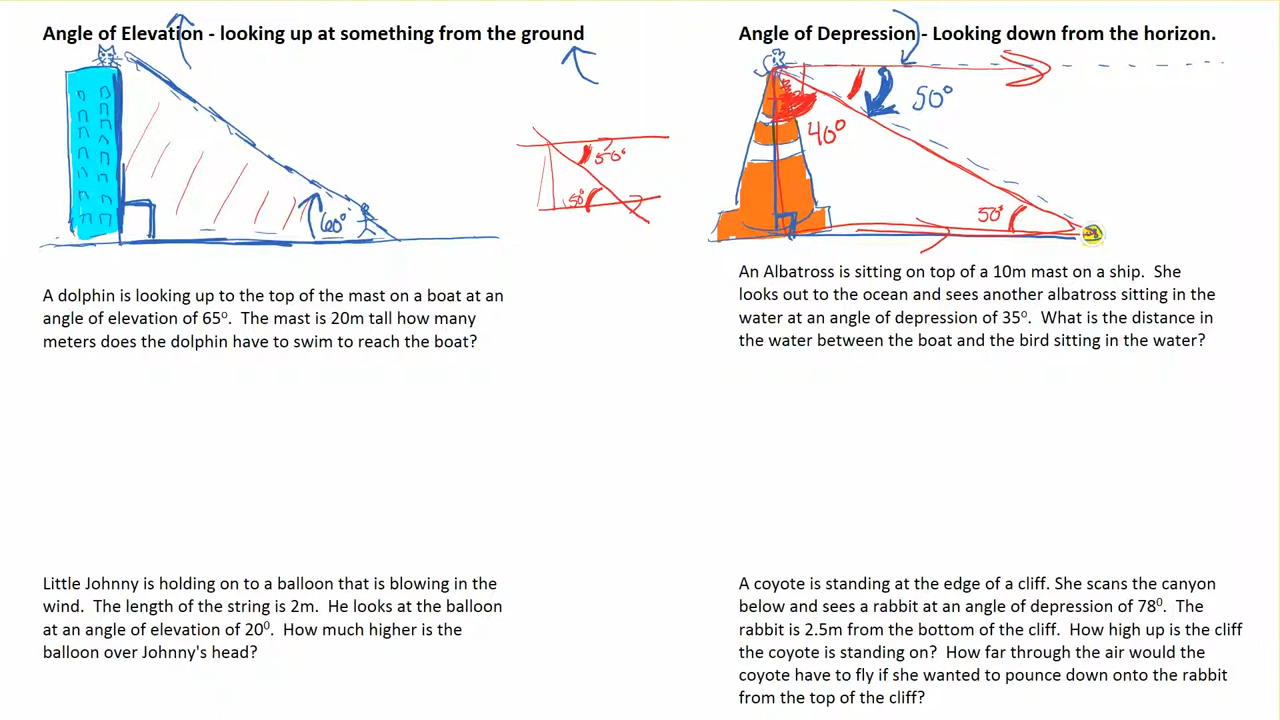 Angle of Elevation - looking up at something from the ground
60°
50°
50°
A dolphin is looking up to the top of the mast on a boat at an
angle of elevation of 65°. The mast is 20m tall how many
meters does the dolphin have to swim to reach the boat?
Little Johnny is holding on to a balloon that is blowing in the
wind. The length of the string is 2m. He looks at the balloon
at an angle of elevation of 20⁰. How much higher is the
balloon over Johnny's head?
Angle of Depression - Looking down from the horizon.
50°
40°
50°
An Albatross is sitting on top of a 10m mast on a ship. She
looks out to the ocean and sees another albatross sitting in the
water at an angle of depression of 35°. What is the distance in
the water between the boat and the bird sitting in the water?
A coyote is standing at the edge of a cliff. She scans the canyon
below and sees a rabbit at an angle of depression of 78⁰. The
rabbit is 2.5m from the bottom of the cliff. How high up is the cliff
the coyote is standing on? How far through the air would the
coyote have to fly if she wanted to pounce down onto the rabbit
from the top of the cliff?